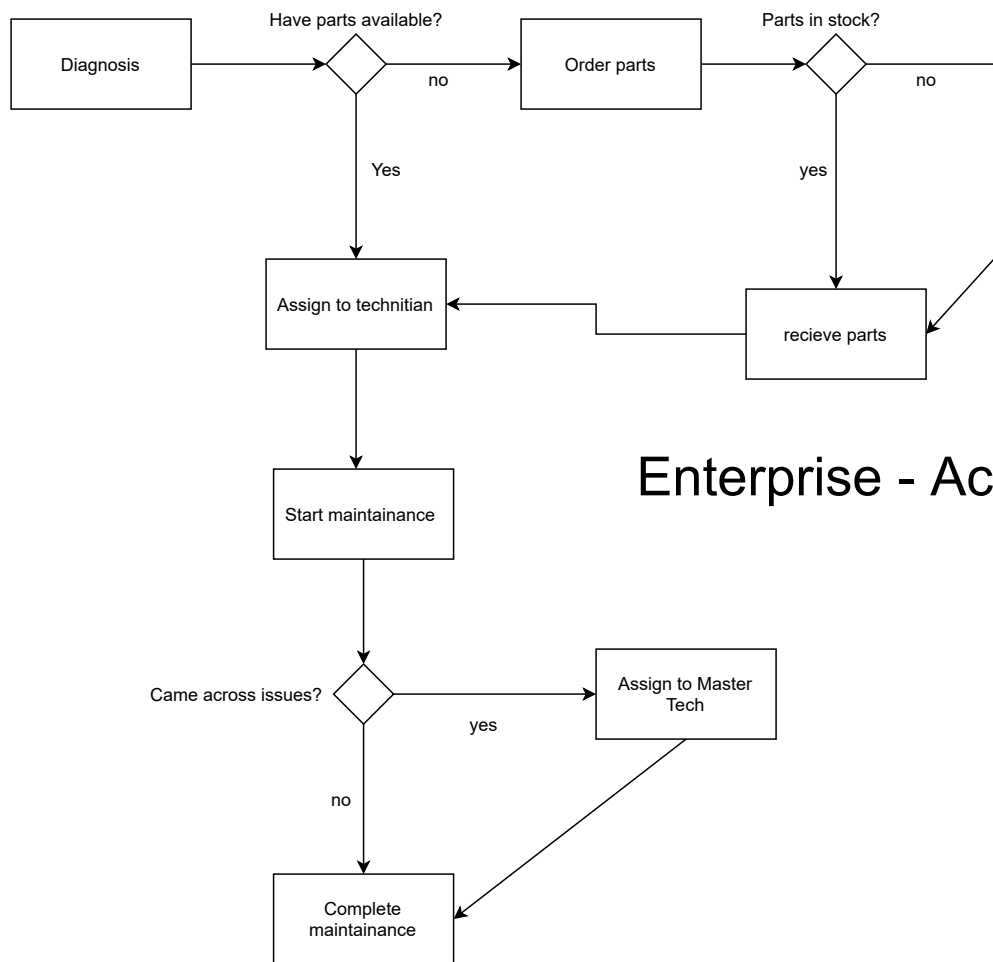 Have parts available?
Parts in stock?
Diagnosis
Order parts
no
no
Yes
yes
Assign to technitian
recieve parts
Enterprise - Ac
Start maintainance
Came across issues?
Assign to Master
Tech
yes
no
Complete
maintainance